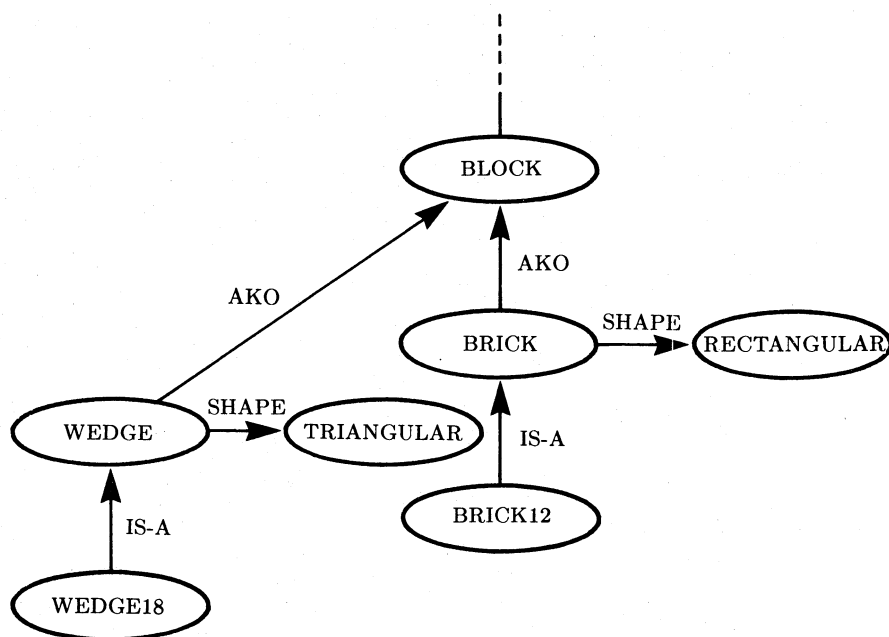 BLOCK
AKO
AKO
BRICK
SHAPE
RECTANGULAR
WEDGE
SHAPE
TRIANGULAR
IS-A
BRICK12
IS-A
WEDGE18